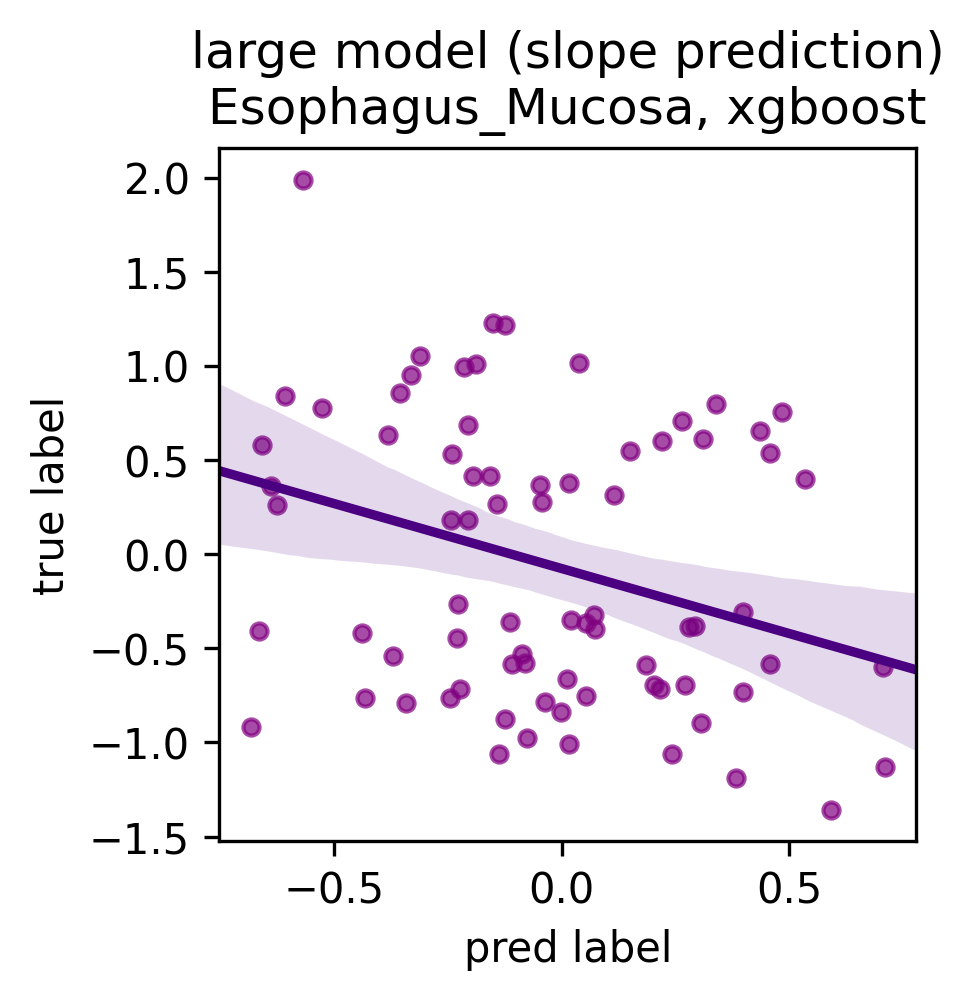 large model (slope prediction)
Esophagus_Mucosa, xgboost
2.0
1.5
1.0
0.5
0.0
−0.5
−1.0
−1.5
true label
−0.5
0.0
0.5
pred label